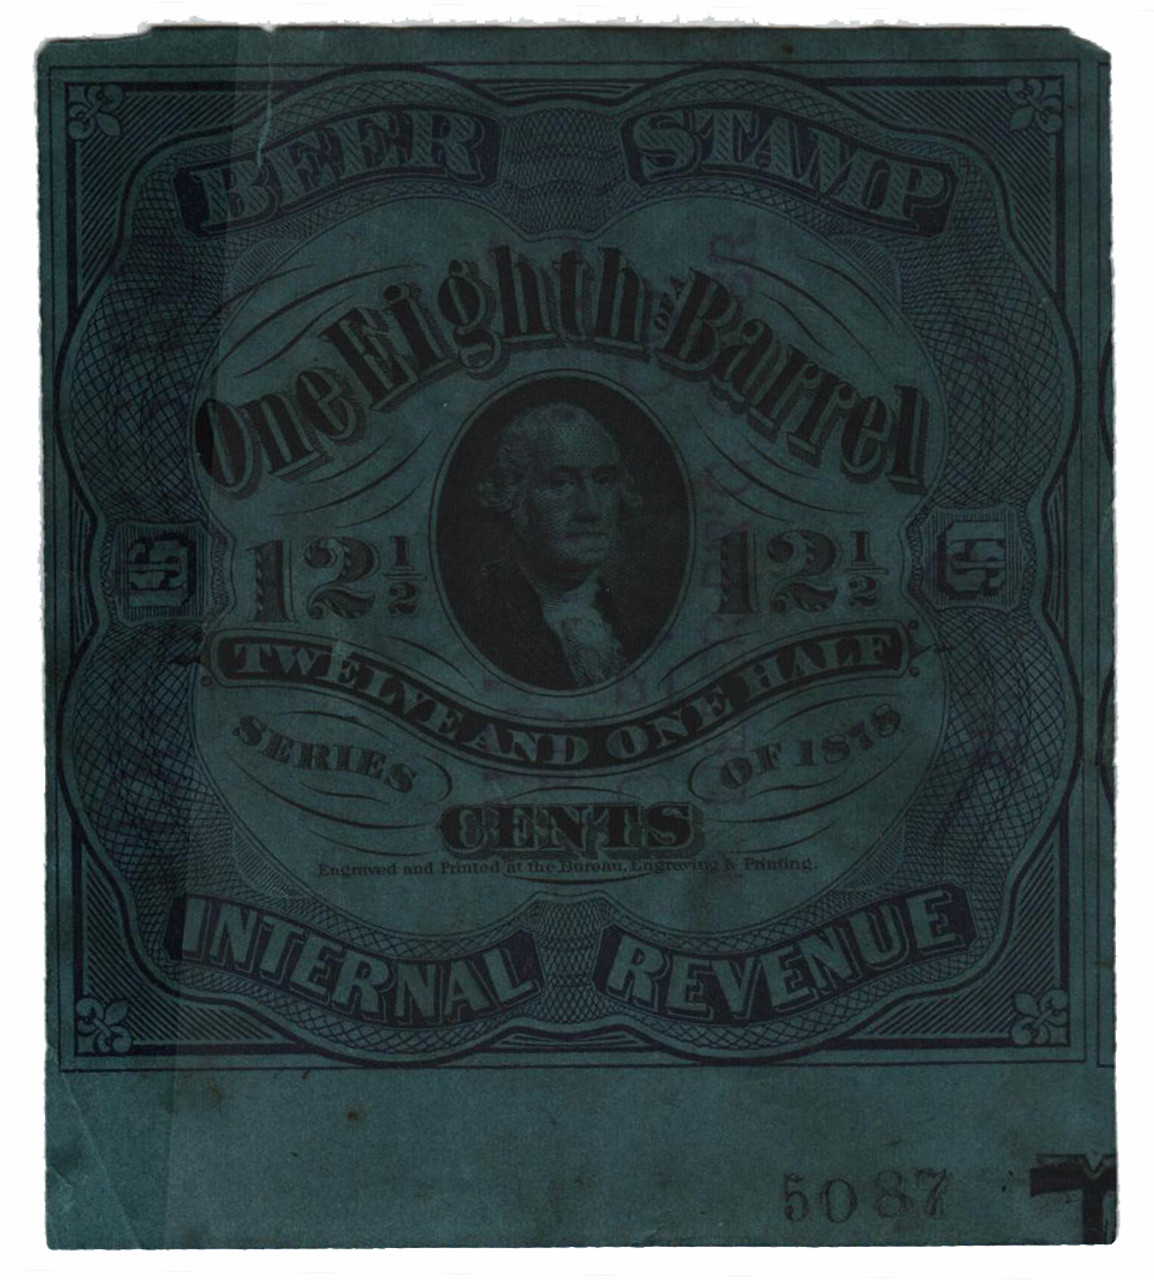 BEER STAMP
One Eighth OF A Barrel
12½ 12½
TWELVE AND ONE HALF
SERIES OF 1878
CENTS
Engraved and Printed at the Bureau, Engraving & Printing.
INTERNAL REVENUE
5087